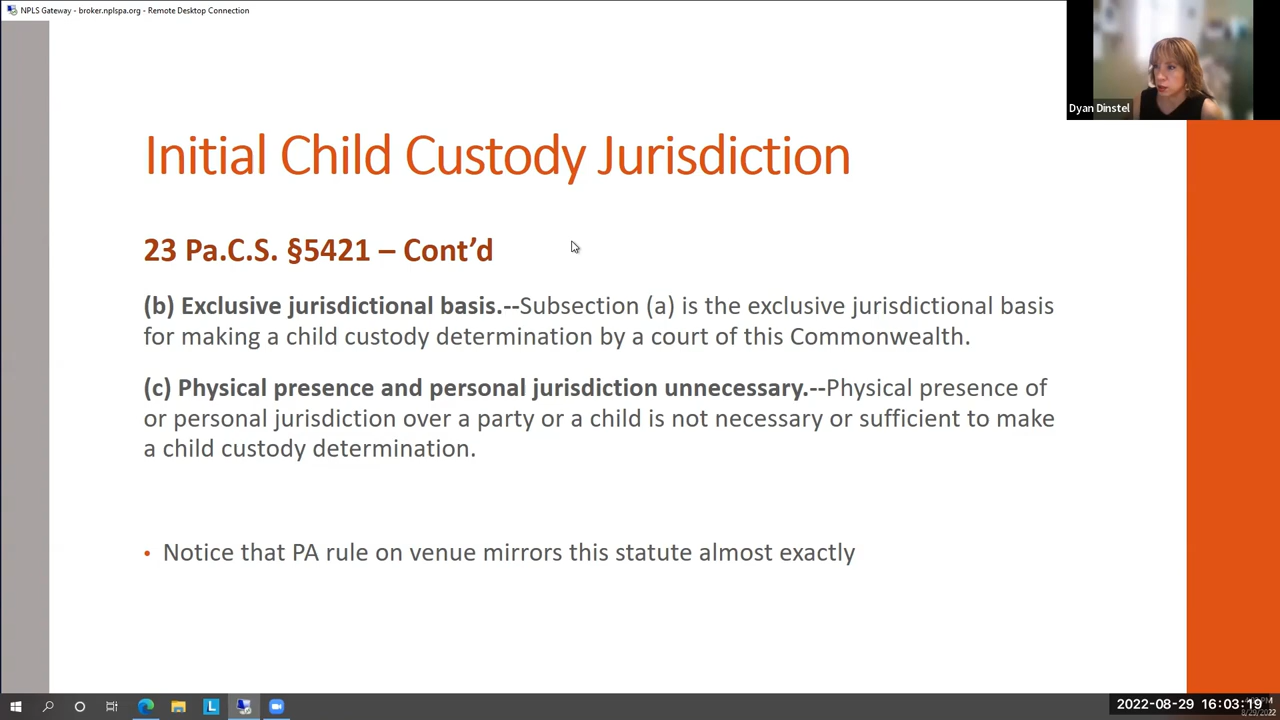 NPLS Gateway - broker.nplspa.org - Remote Desktop Connection
Dyan Dinstel
Initial Child Custody Jurisdiction
23 Pa.C.S. §5421 – Cont’d
(b) Exclusive jurisdictional basis.--Subsection (a) is the exclusive jurisdictional basis
for making a child custody determination by a court of this Commonwealth.
(c) Physical presence and personal jurisdiction unnecessary.--Physical presence of
or personal jurisdiction over a party or a child is not necessary or sufficient to make
a child custody determination.
• Notice that PA rule on venue mirrors this statute almost exactly
L
2022-08-29 16:03:19